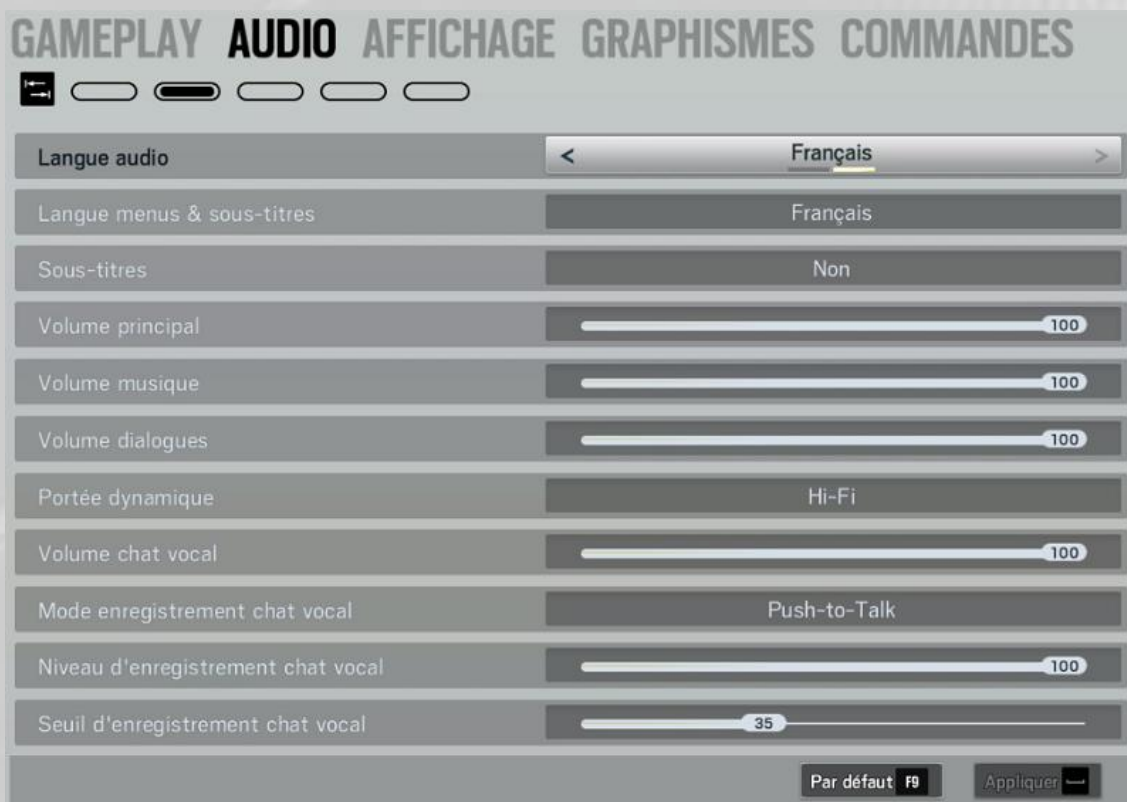 GAMEPLAY AUDIO AFFICHAGE GRAPHISMES COMMANDES
Langue audio < Français >
Langue menus & sous-titres Français
Sous-titres Non
Volume principal 100
Volume musique 100
Volume dialogues 100
Portée dynamique Hi-Fi
Volume chat vocal 100
Mode enregistrement chat vocal Push-to-Talk
Niveau d'enregistrement chat vocal 100
Seuil d'enregistrement chat vocal 35
Par défaut F9 Appliquer